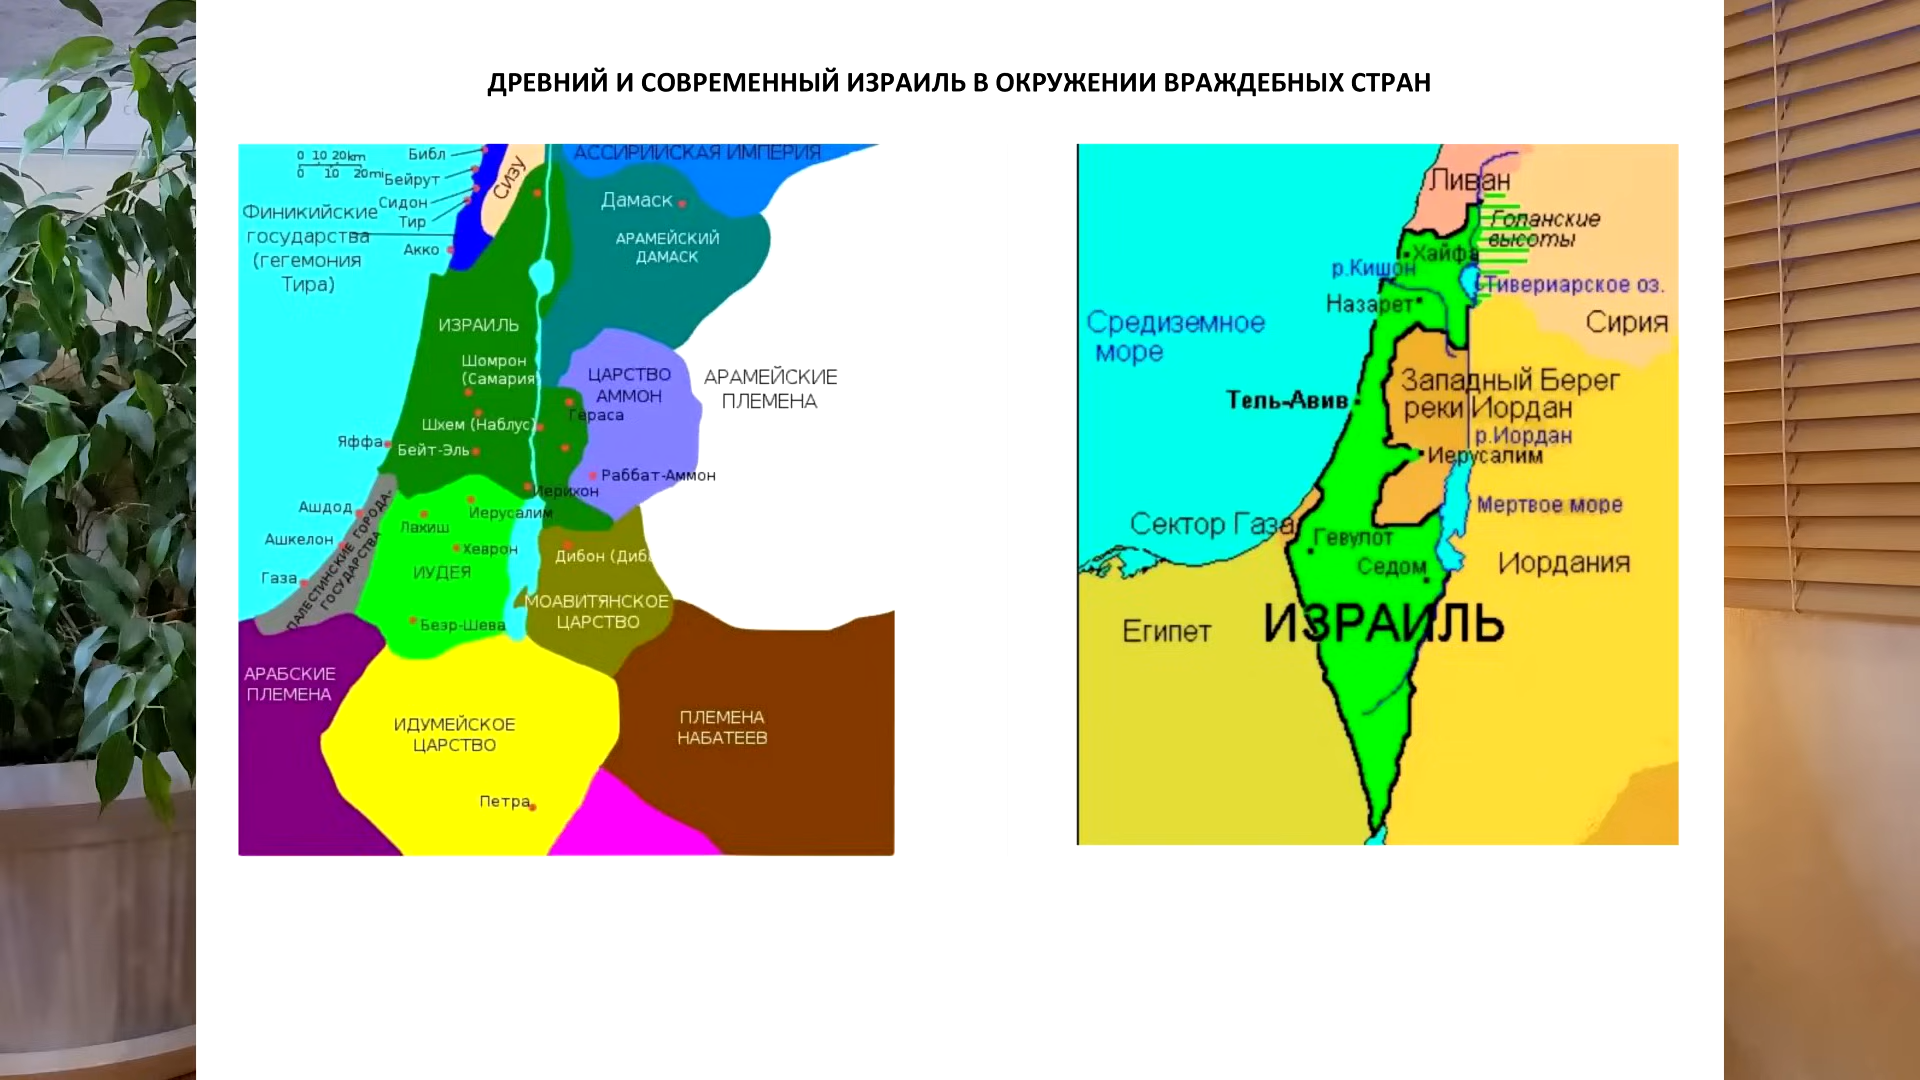 ДРЕВНИЙ И СОВРЕМЕННЫЙ ИЗРАИЛЬ В ОКРУЖЕНИИ ВРАЖДЕБНЫХ СТРАН
0 10 20km
0 10 20mi
Библ
Бейрут
Сидон
Тир
Акко
Финикийские
государства
(гегемония
Тира)
Сизу
АССИРИЙСКАЯ ИМПЕРИЯ
Дамаск
АРАМЕЙСКИЙ
ДАМАСК
ИЗРАИЛЬ
Шомрон
(Самария)
ЦАРСТВО
АММОН
АРАМЕЙСКИЕ
ПЛЕМЕНА
Гераса
Шхем (Наблус)
Яффа
Бейт-Эль
Раббат-Аммон
Иерихон
Ашдод
Иерусалим
Лахиш
Ашкелон
Хеврон
Дибон (Диб
Газа
ИУДЕЯ
ПАЛЕСТИНСКИЕ ГОРОДА-
ГОСУДАРСТВА
МОАВИТЯНСКОЕ
ЦАРСТВО
Беэр-Шева
АРАБСКИЕ
ПЛЕМЕНА
ИДУМЕЙСКОЕ
ЦАРСТВО
ПЛЕМЕНА
НАБАТЕЕВ
Петра
Ливан
Голанские
высоты
Хайфа
р.Кишон
Тивериарское оз.
Назарет
Средиземное
море
Сирия
Западный Берег
реки Иордан
Тель-Авив
р.Иордан
Иерусалим
Мертвое море
Сектор Газа
Гевулот
Седом
Иордания
ИЗРАИЛЬ
Египет